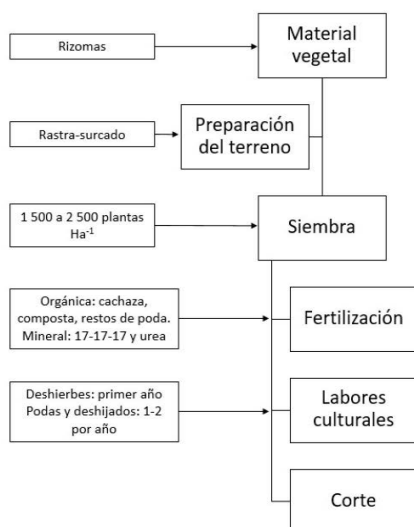 Rizomas
Material
vegetal
Rastra-surcado
Preparación
del terreno
1 500 a 2 500 plantas
Ha-1
Siembra
Orgánica: cachaza,
composta, restos de poda.
Mineral: 17-17-17 y urea
Fertilización
Deshierbes: primer año
Podas y deshijados: 1-2
por año
Labores
culturales
Corte